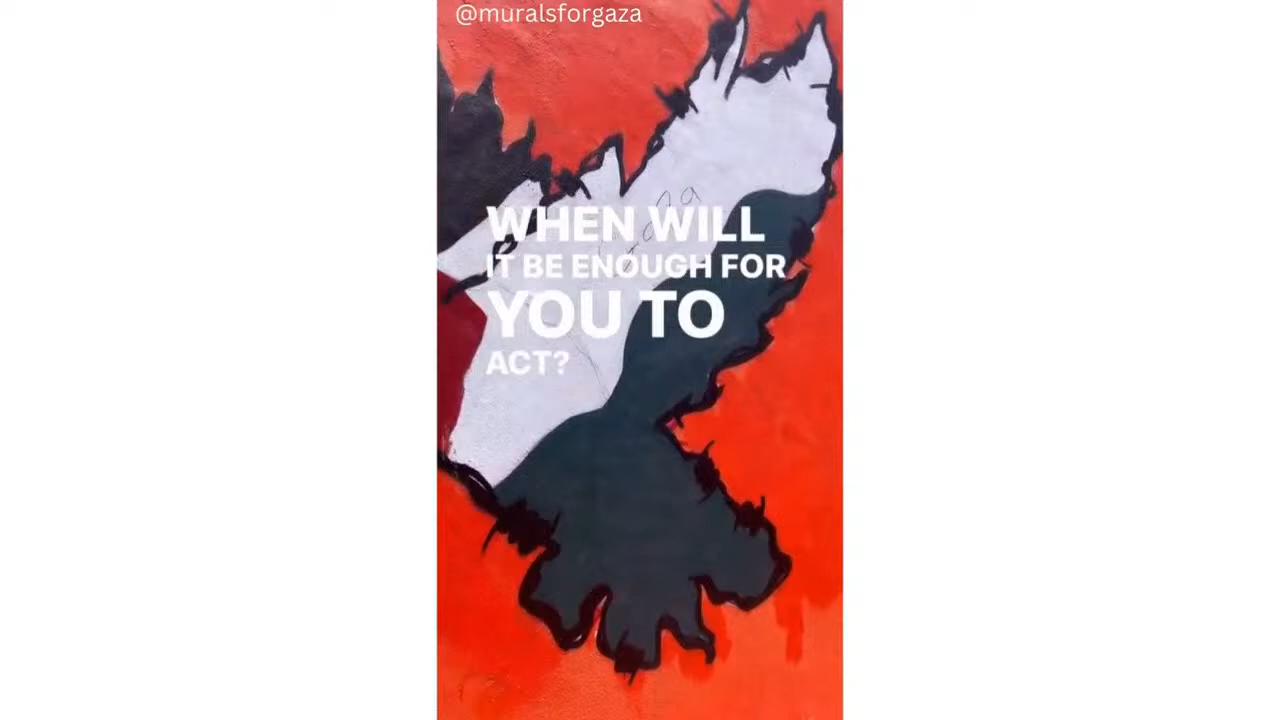 @muralsforgaza
WHEN WILL
IT BE ENOUGH FOR
YOU TO
ACT?